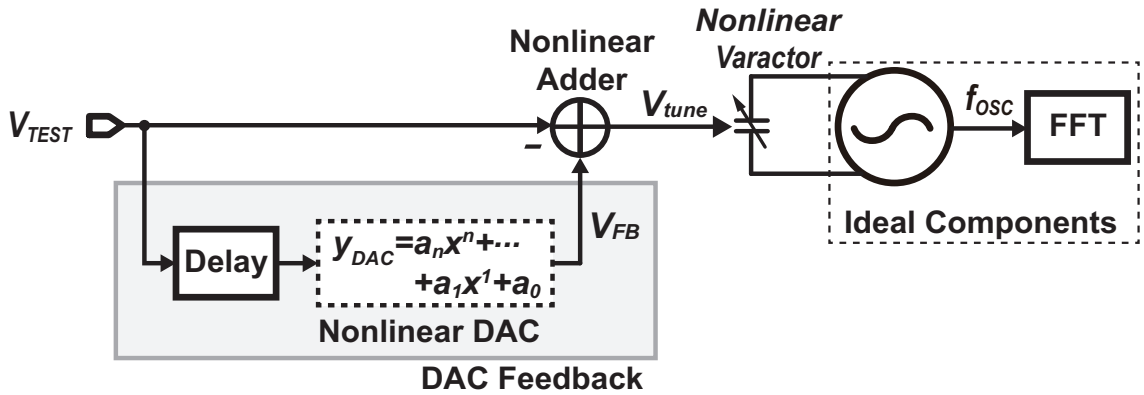 Nonlinear
Adder
Nonlinear
Varactor
V_TEST
V_tune
f_OSC
FFT
–
Ideal Components
V_FB
Delay
y_DAC=a_nx^n+···
+a_1x^1+a_0
Nonlinear DAC
DAC Feedback